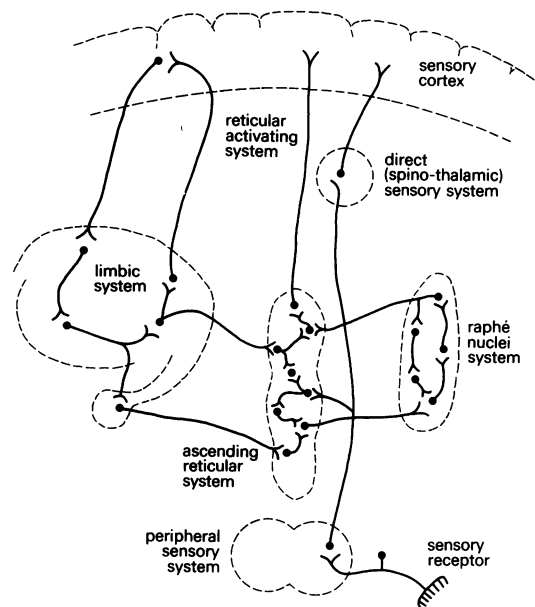 sensory
cortex
reticular
activating
system
direct
(spino-thalamic)
sensory system
limbic
system
raphé
nuclei
system
ascending
reticular
system
peripheral
sensory
system
sensory
receptor